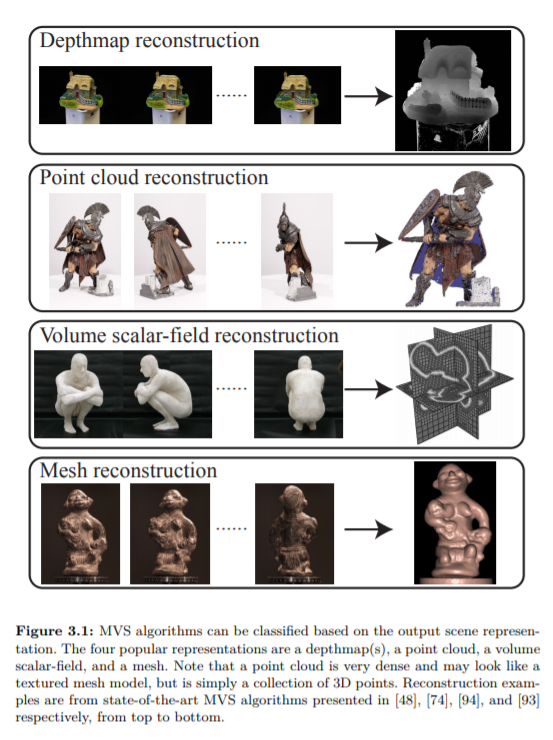 Depthmap reconstruction
......
Point cloud reconstruction
......
Volume scalar-field reconstruction
......
Mesh reconstruction
......
Figure 3.1: MVS algorithms can be classified based on the output scene represen-
tation. The four popular representations are a depthmap(s), a point cloud, a volume
scalar-field, and a mesh. Note that a point cloud is very dense and may look like a
textured mesh model, but is simply a collection of 3D points. Reconstruction exam-
ples are from state-of-the-art MVS algorithms presented in [48], [74], [94], and [93]
respectively, from top to bottom.